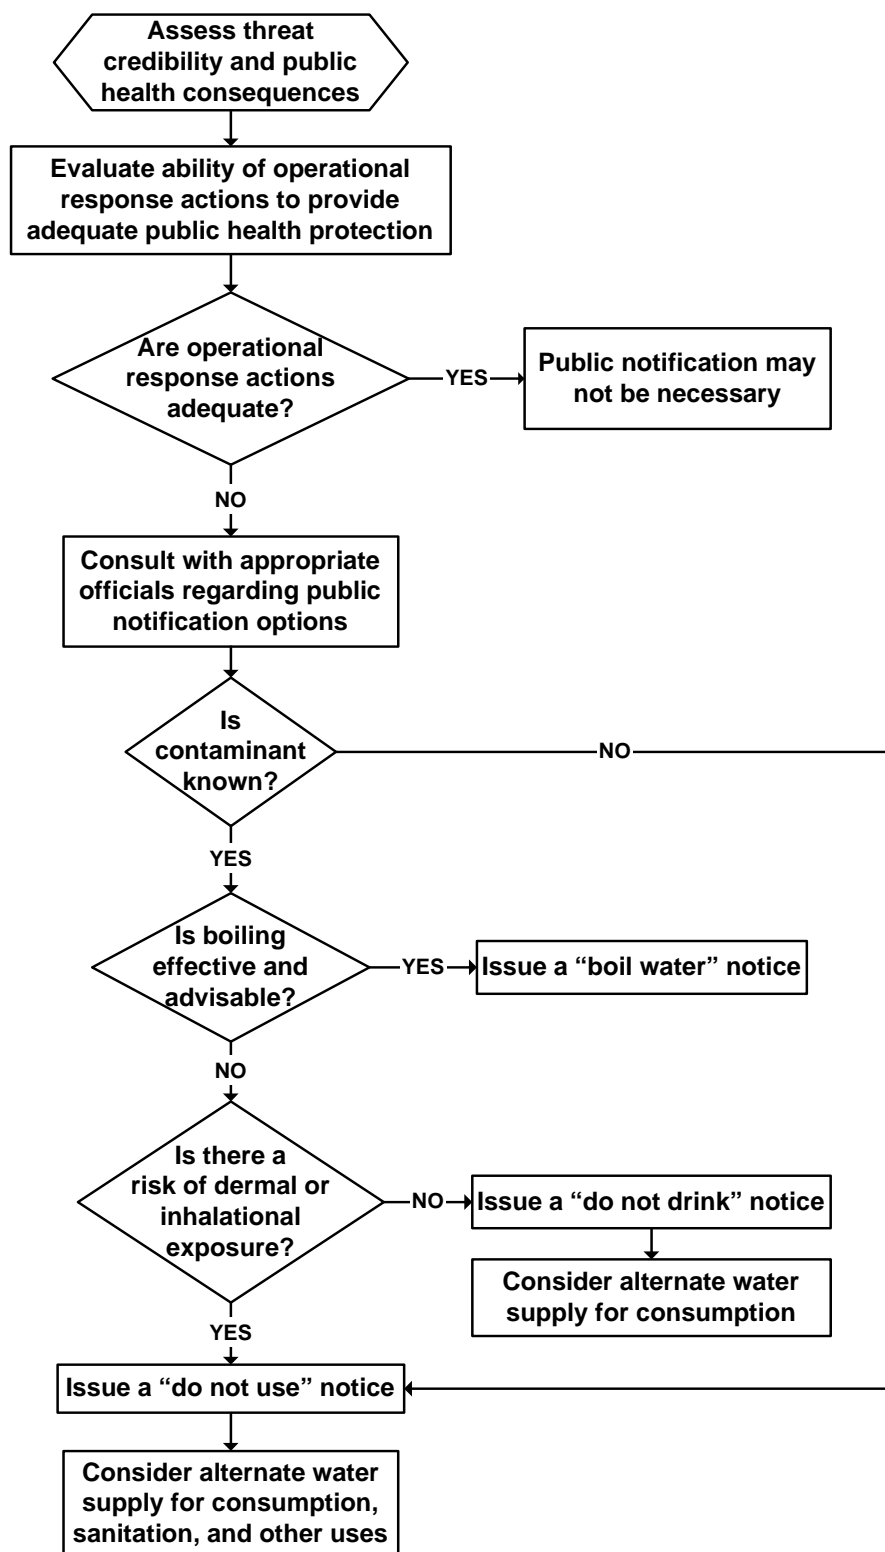 Assess threat
credibility and public
health consequences
Evaluate ability of operational
response actions to provide
adequate public health protection
Are operational
response actions
adequate?
YES
Public notification may
not be necessary
NO
Consult with appropriate
officials regarding public
notification options
Is
contaminant
known?
NO
YES
Is boiling
effective and
advisable?
YES
Issue a “boil water” notice
NO
Is there a
risk of dermal or
inhalational
exposure?
NO
Issue a “do not drink” notice
Consider alternate water
supply for consumption
YES
Issue a “do not use” notice
Consider alternate water
supply for consumption,
sanitation, and other uses